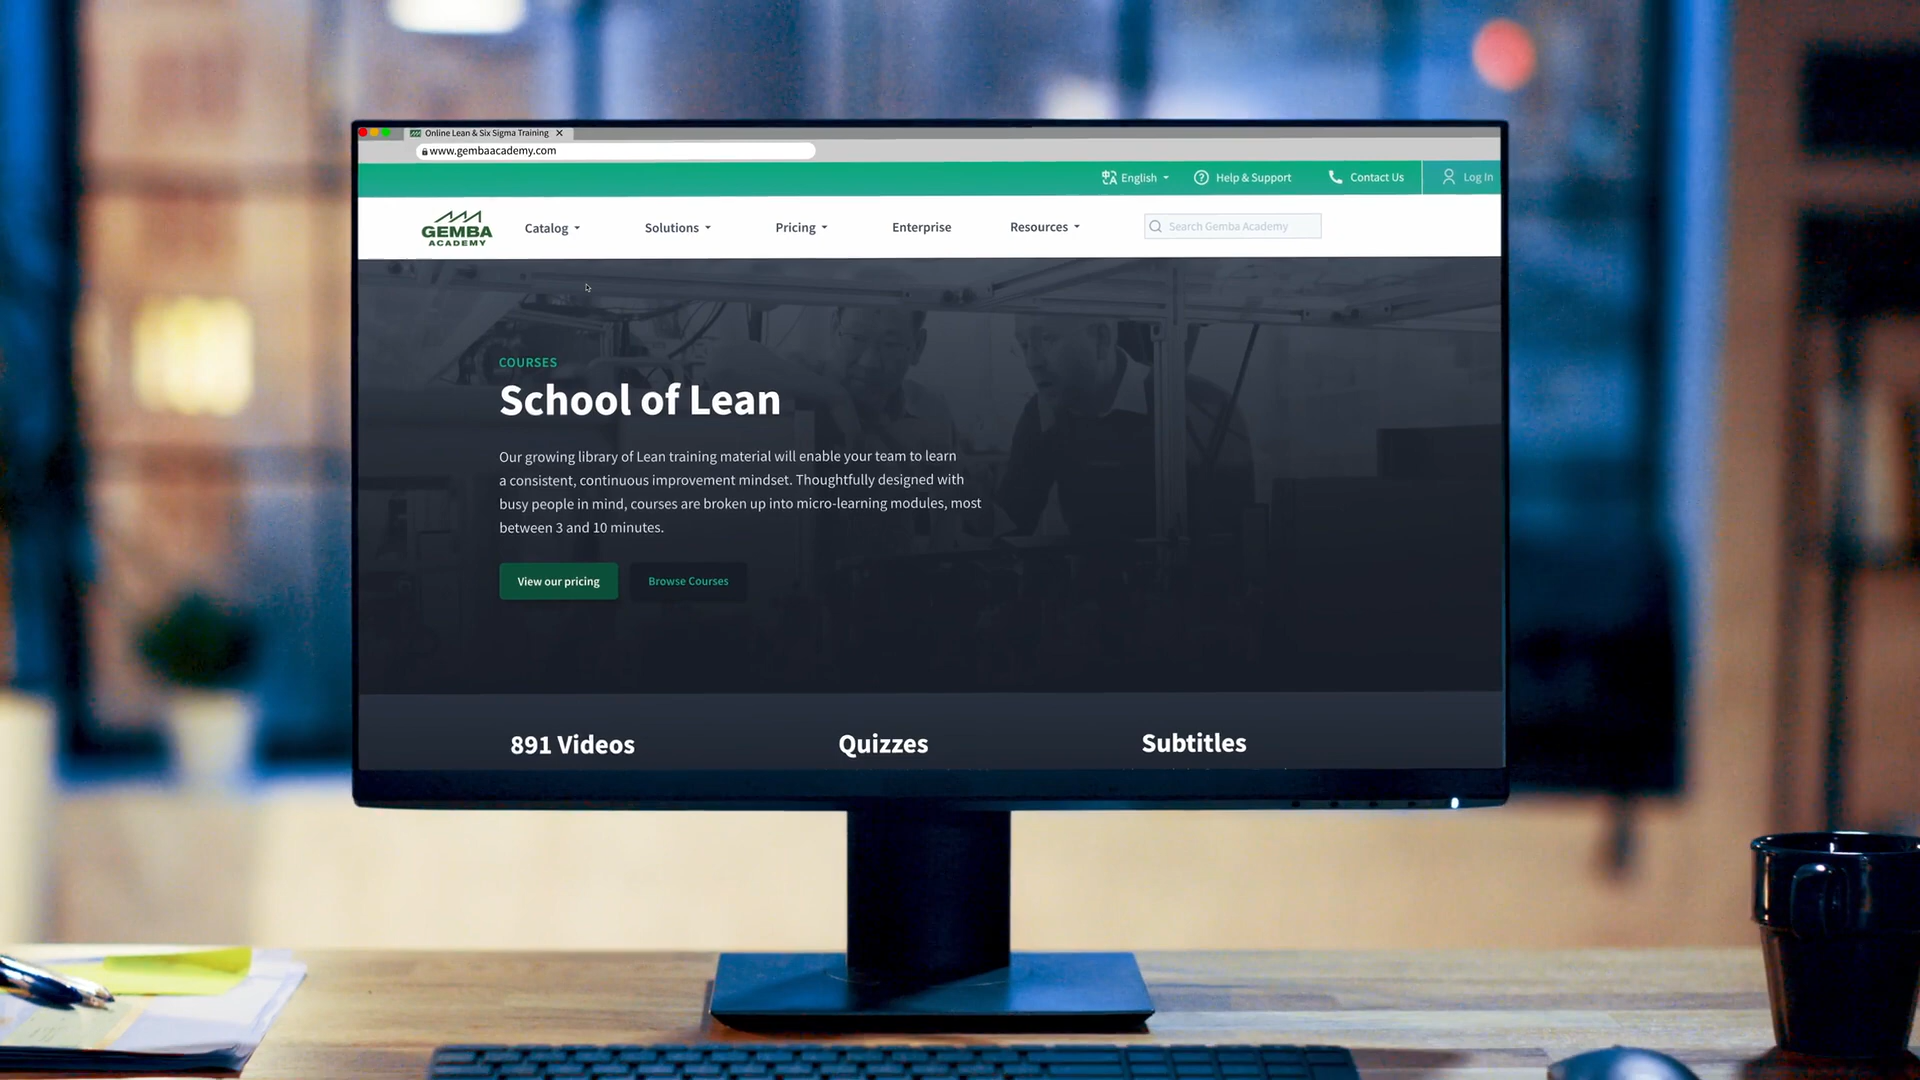 Online Lean & Six Sigma Training
www.gembaacademy.com
English
Help & Support
Contact Us
Log In
GEMBA
ACADEMY
Catalog
Solutions
Pricing
Enterprise
Resources
Search Gemba Academy
COURSES
School of Lean
Our growing library of Lean training material will enable your team to learn
a consistent, continuous improvement mindset. Thoughtfully designed with
busy people in mind, courses are broken up into micro-learning modules, most
between 3 and 10 minutes.
View our pricing
Browse Courses
891 Videos
Quizzes
Subtitles